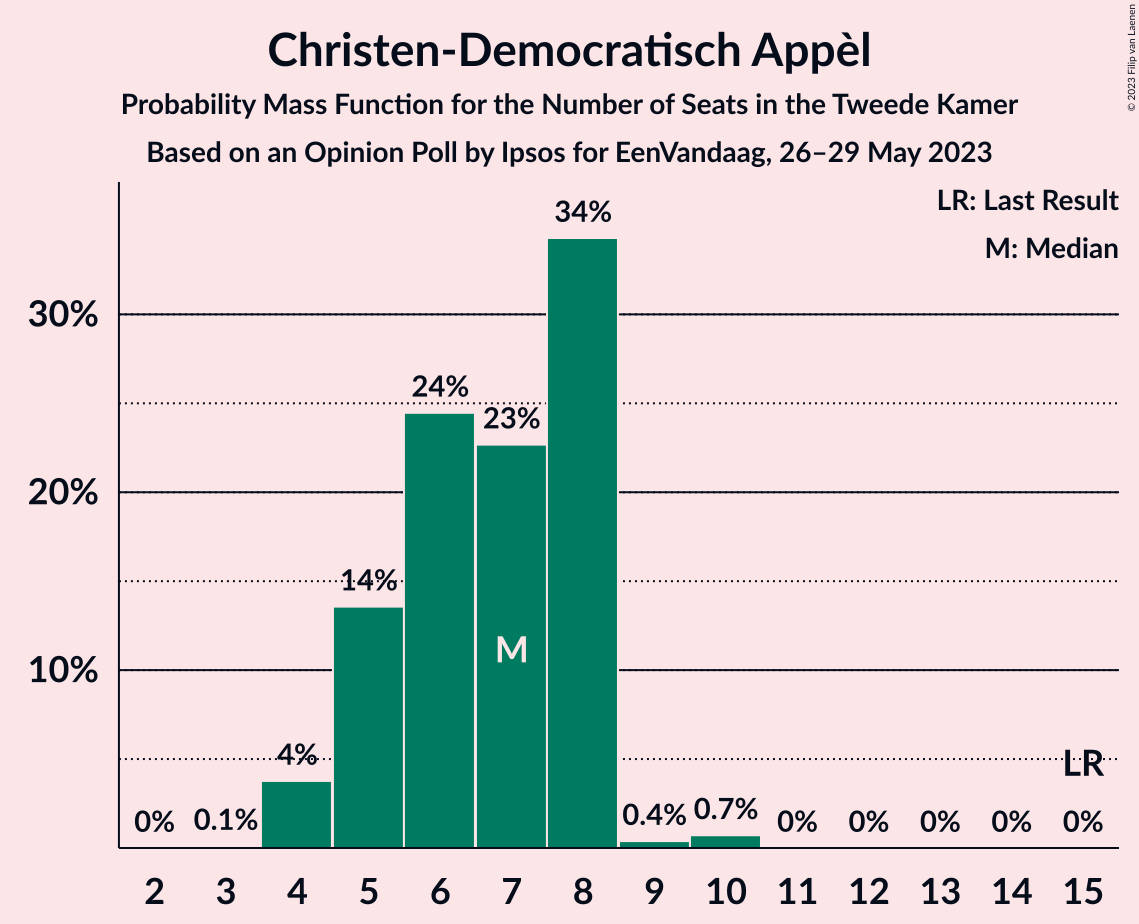 Christen-Democratisch Appèl
Probability Mass Function for the Number of Seats in the Tweede Kamer
Based on an Opinion Poll by Ipsos for EenVandaag, 26–29 May 2023
© 2023 Filip van Laenen
LR: Last Result
M: Median
34%
30%
24%
23%
20%
14%
M
10%
4%
LR
0% 0.1% 0.4% 0.7% 0% 0% 0% 0% 0%
2 3 4 5 6 7 8 9 10 11 12 13 14 15